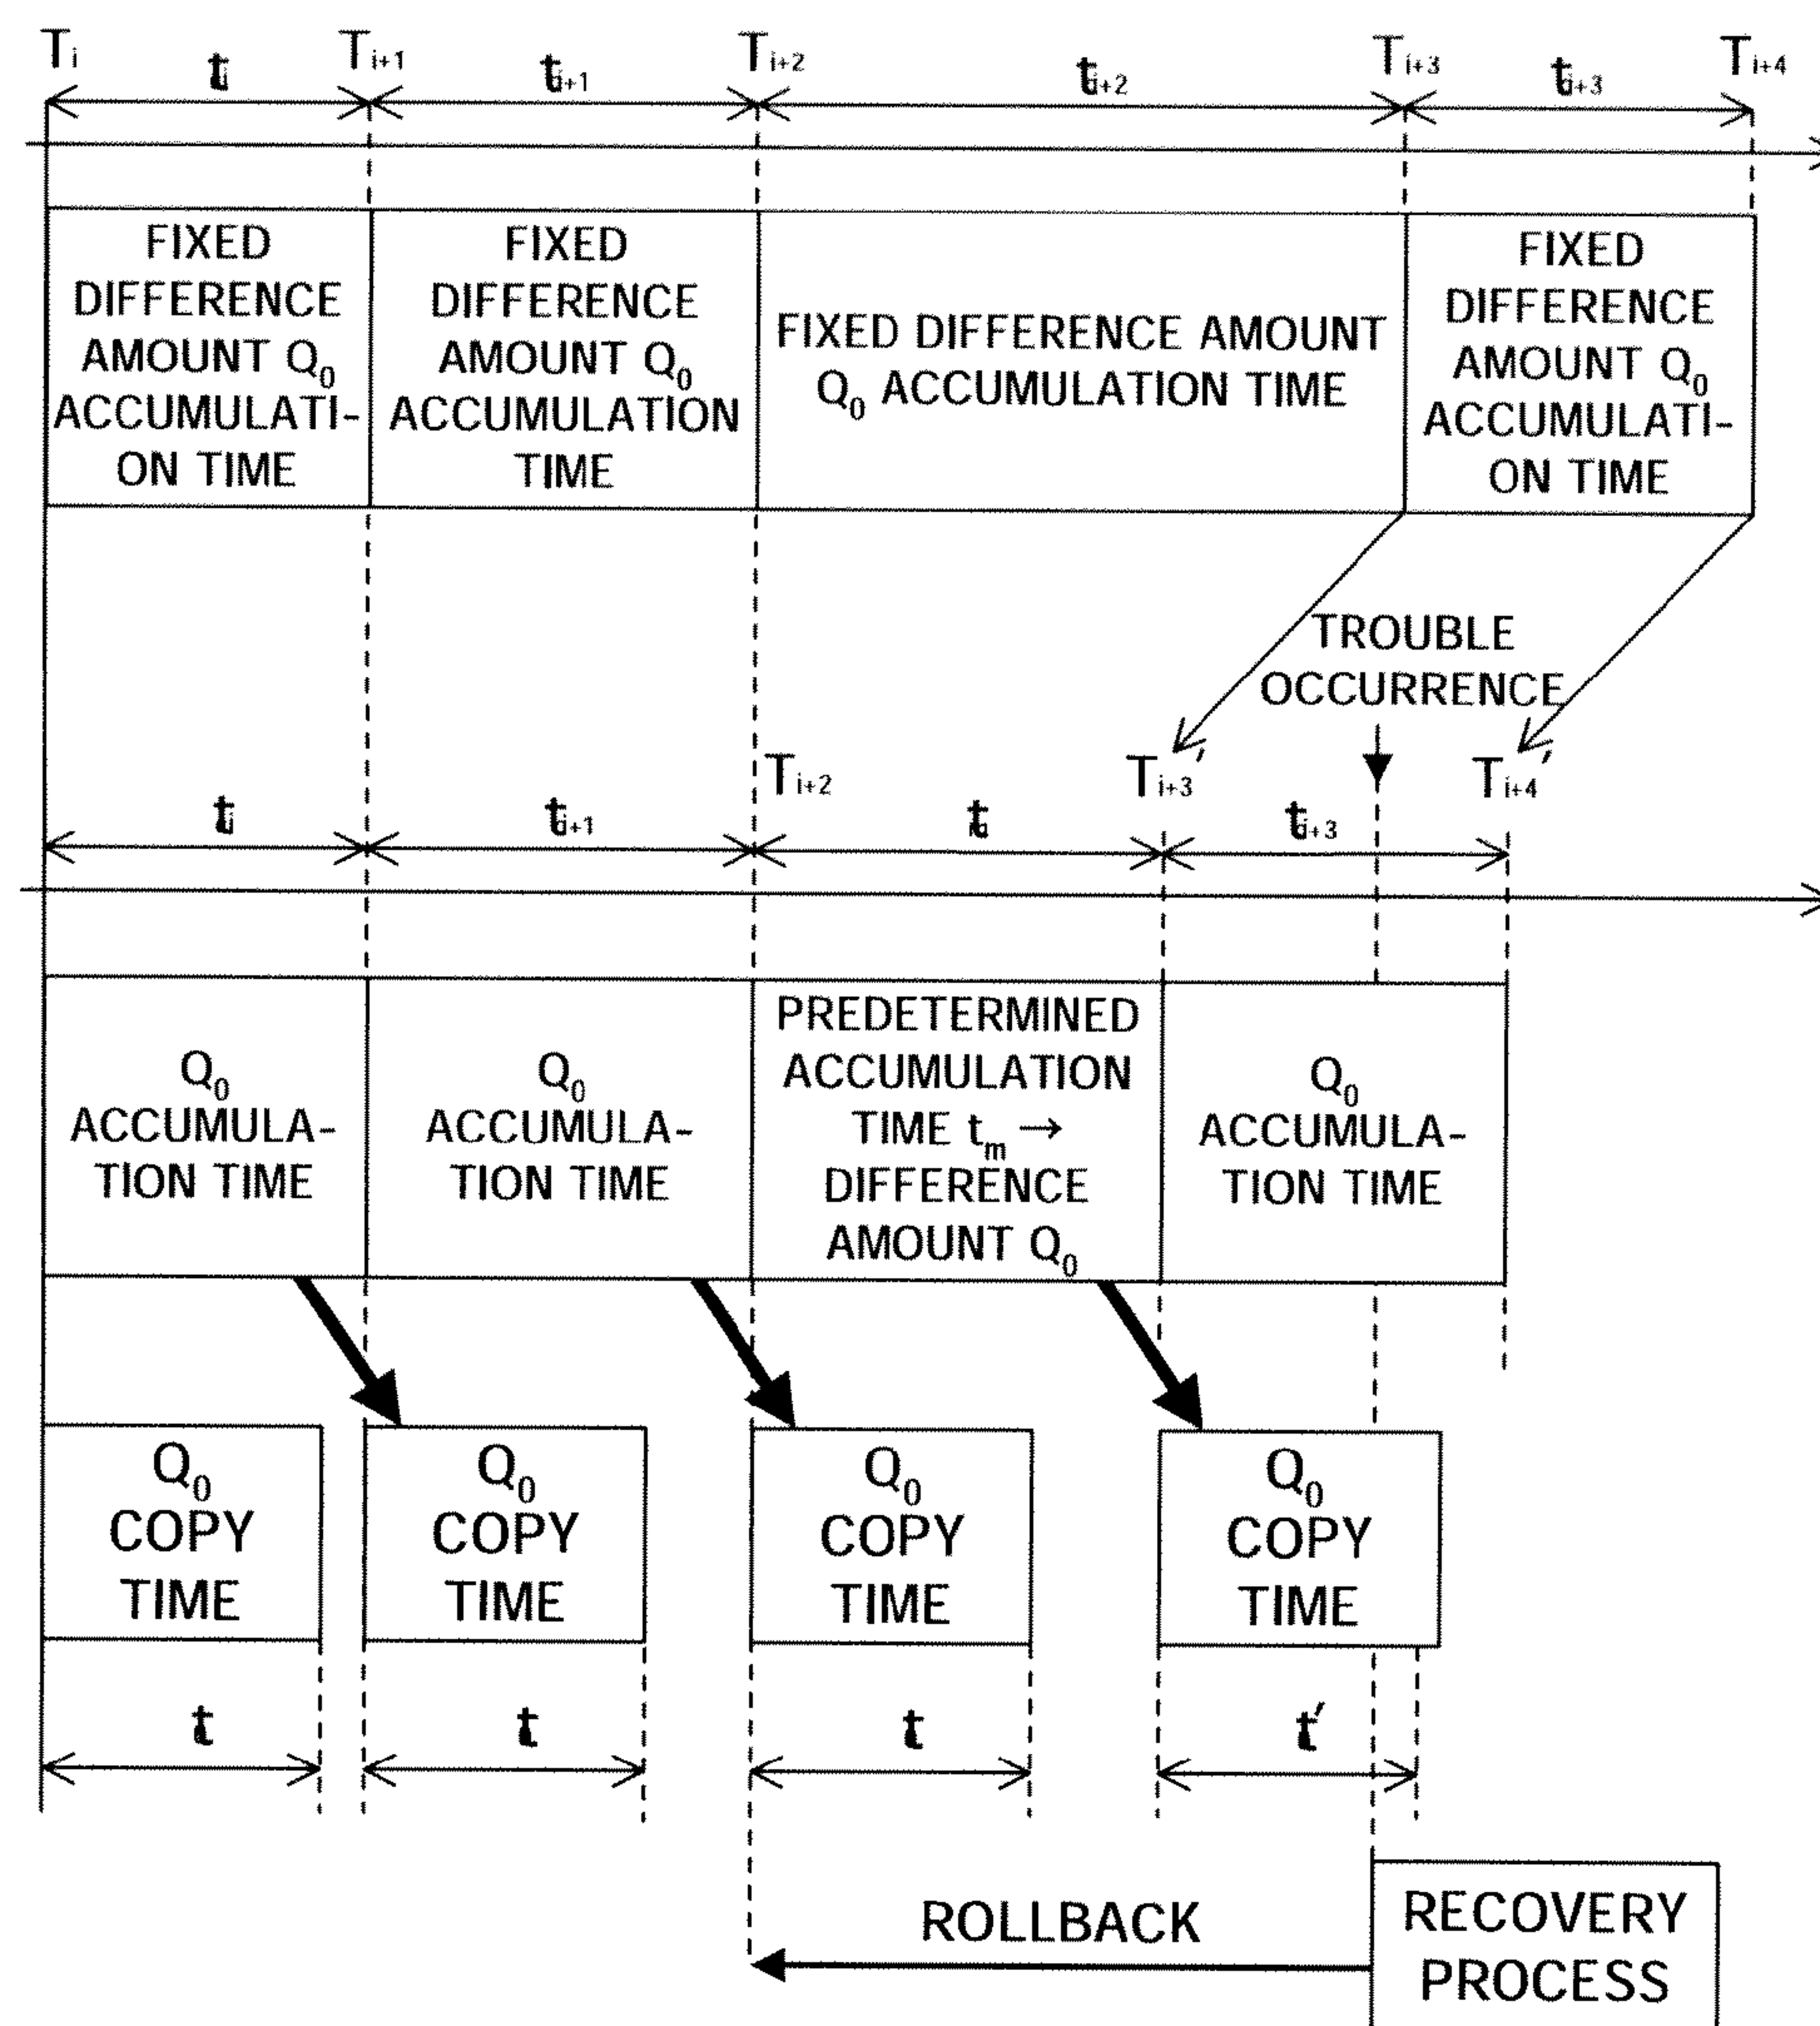 Ti
ti
Ti+1
ti+1
Ti+2
ti+2
Ti+3
ti+3
Ti+4
FIXED
DIFFERENCE
AMOUNT Q0
ACCUMULATI-
ON TIME
FIXED
DIFFERENCE
AMOUNT Q0
ACCUMULATION
TIME
FIXED DIFFERENCE AMOUNT
Q0 ACCUMULATION TIME
FIXED
DIFFERENCE
AMOUNT Q0
ACCUMULATI-
ON TIME
TROUBLE
OCCURRENCE
Ti+2
Ti+3'
Ti+4'
ti
ti+1
ti+3
Q0
ACCUMULA-
TION TIME
Q0
ACCUMULA-
TION TIME
PREDETERMINED
ACCUMULATION
TIME tm →
DIFFERENCE
AMOUNT Q0
Q0
ACCUMULA-
TION TIME
Q0
COPY
TIME
Q0
COPY
TIME
Q0
COPY
TIME
Q0
COPY
TIME
ROLLBACK
RECOVERY
PROCESS